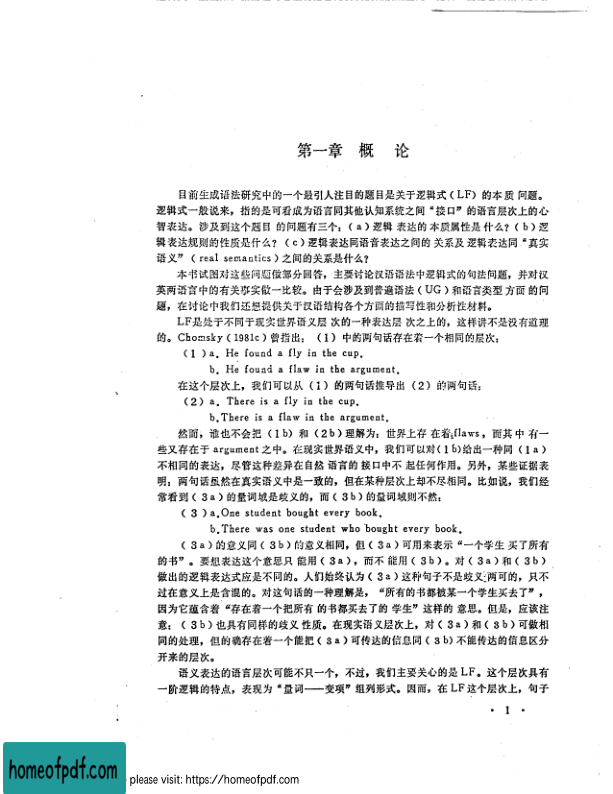 第一章 概 论
目前生成语法研究中的一个最引人注目的题目是关于逻辑式（LF）的本质问题。
逻辑式一般说来，指的是可看成为语言同其他认知系统之间“接口”的语言层次上的心
智表达。涉及到这个题目的问题有三个：（a）逻辑表达的本质属性是什么？（b）逻
辑表达规则的性质是什么？（c）逻辑表达同语音表达之间的关系及逻辑表达同“真实
语义”（real semantics）之间的关系是什么？
本书试图对这些问题做部分回答，主要讨论汉语语法中逻辑式的句法问题，并对汉
英两语言中的有关事实做一比较。由于会涉及到普遍语法（UG）和语言类型方面的问
题，在讨论中我们还想提供关于汉语结构各个方面的描写性和分析性材料。
LF是处于不同于现实世界语义层次的一种表达层次之上的，这样讲不是没有道理
的。Chomsky（1981c）曾指出：（1）中的两句话存在着一个相同的层次：
（1）a．He found a fly in the cup.
b．He found a flaw in the argument.
在这个层次上，我们可以从（1）的两句话推导出（2）的两句话：
（2）a．There is a fly in the cup.
b.There is a flaw in the argument.
然而，谁也不会把（1b）和（2b）理解为：世界上存在着flaws，而其中有一
些又存在于argument之中。在现实世界语义中，我们可以对（1b）给出一种同（1a）
不相同的表达，尽管这种差异在自然语言的接口中不起任何作用。另外，某些证据表
明：两句话虽然在真实语义中是一致的，但在某种层次上却不尽相同。比如说，我们经
常看到（3a）的量词域是歧义的，而（3b）的量词域则不然：
（3）a.One student bought every book.
b.There was one student who bought every book.
（3a）的意义同（3b）的意义相同，但（3a）可用来表示“一个学生买了所有
的书”。要想表达这个意思只能用（3a），而不能用（3b）。对（3a）和（3b）
做出的逻辑表达式应是不同的。人们始终认为（3a）这种句子不是歧义两可的，只不
过在意义上是含混的。对这句话的一种理解是，“所有的书都被某一个学生买去了”，
因为它蕴含着“存在着一个把所有的书都买去了的学生”这样的意思。但是，应该注
意：（3b）也具有同样的歧义性质。在现实语义层次上，对（3a）和（3b）可做相
同的处理，但的确存在着一个能把（3a）可传达的信息同（3b）不能传达的信息区分
开来的层次。
语义表达的语言层次可能不只一个，不过，我们主要关心的是LF。这个层次具有
一阶逻辑的特点，表现为“量词——变项”组列形式。因而，在LF这个层次上，句子
· 1 ·
homeofpdf.com
please visit: https://homeofpdf.com